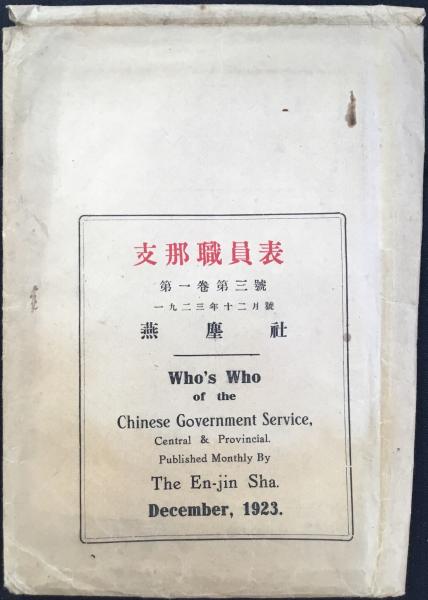 支那職員表
第一卷第三號
一九二三年十二月號
燕塵社
Who's Who
of the
Chinese Government Service,
Central & Provincial.
Published Monthly By
The En-jin Sha.
December, 1923.